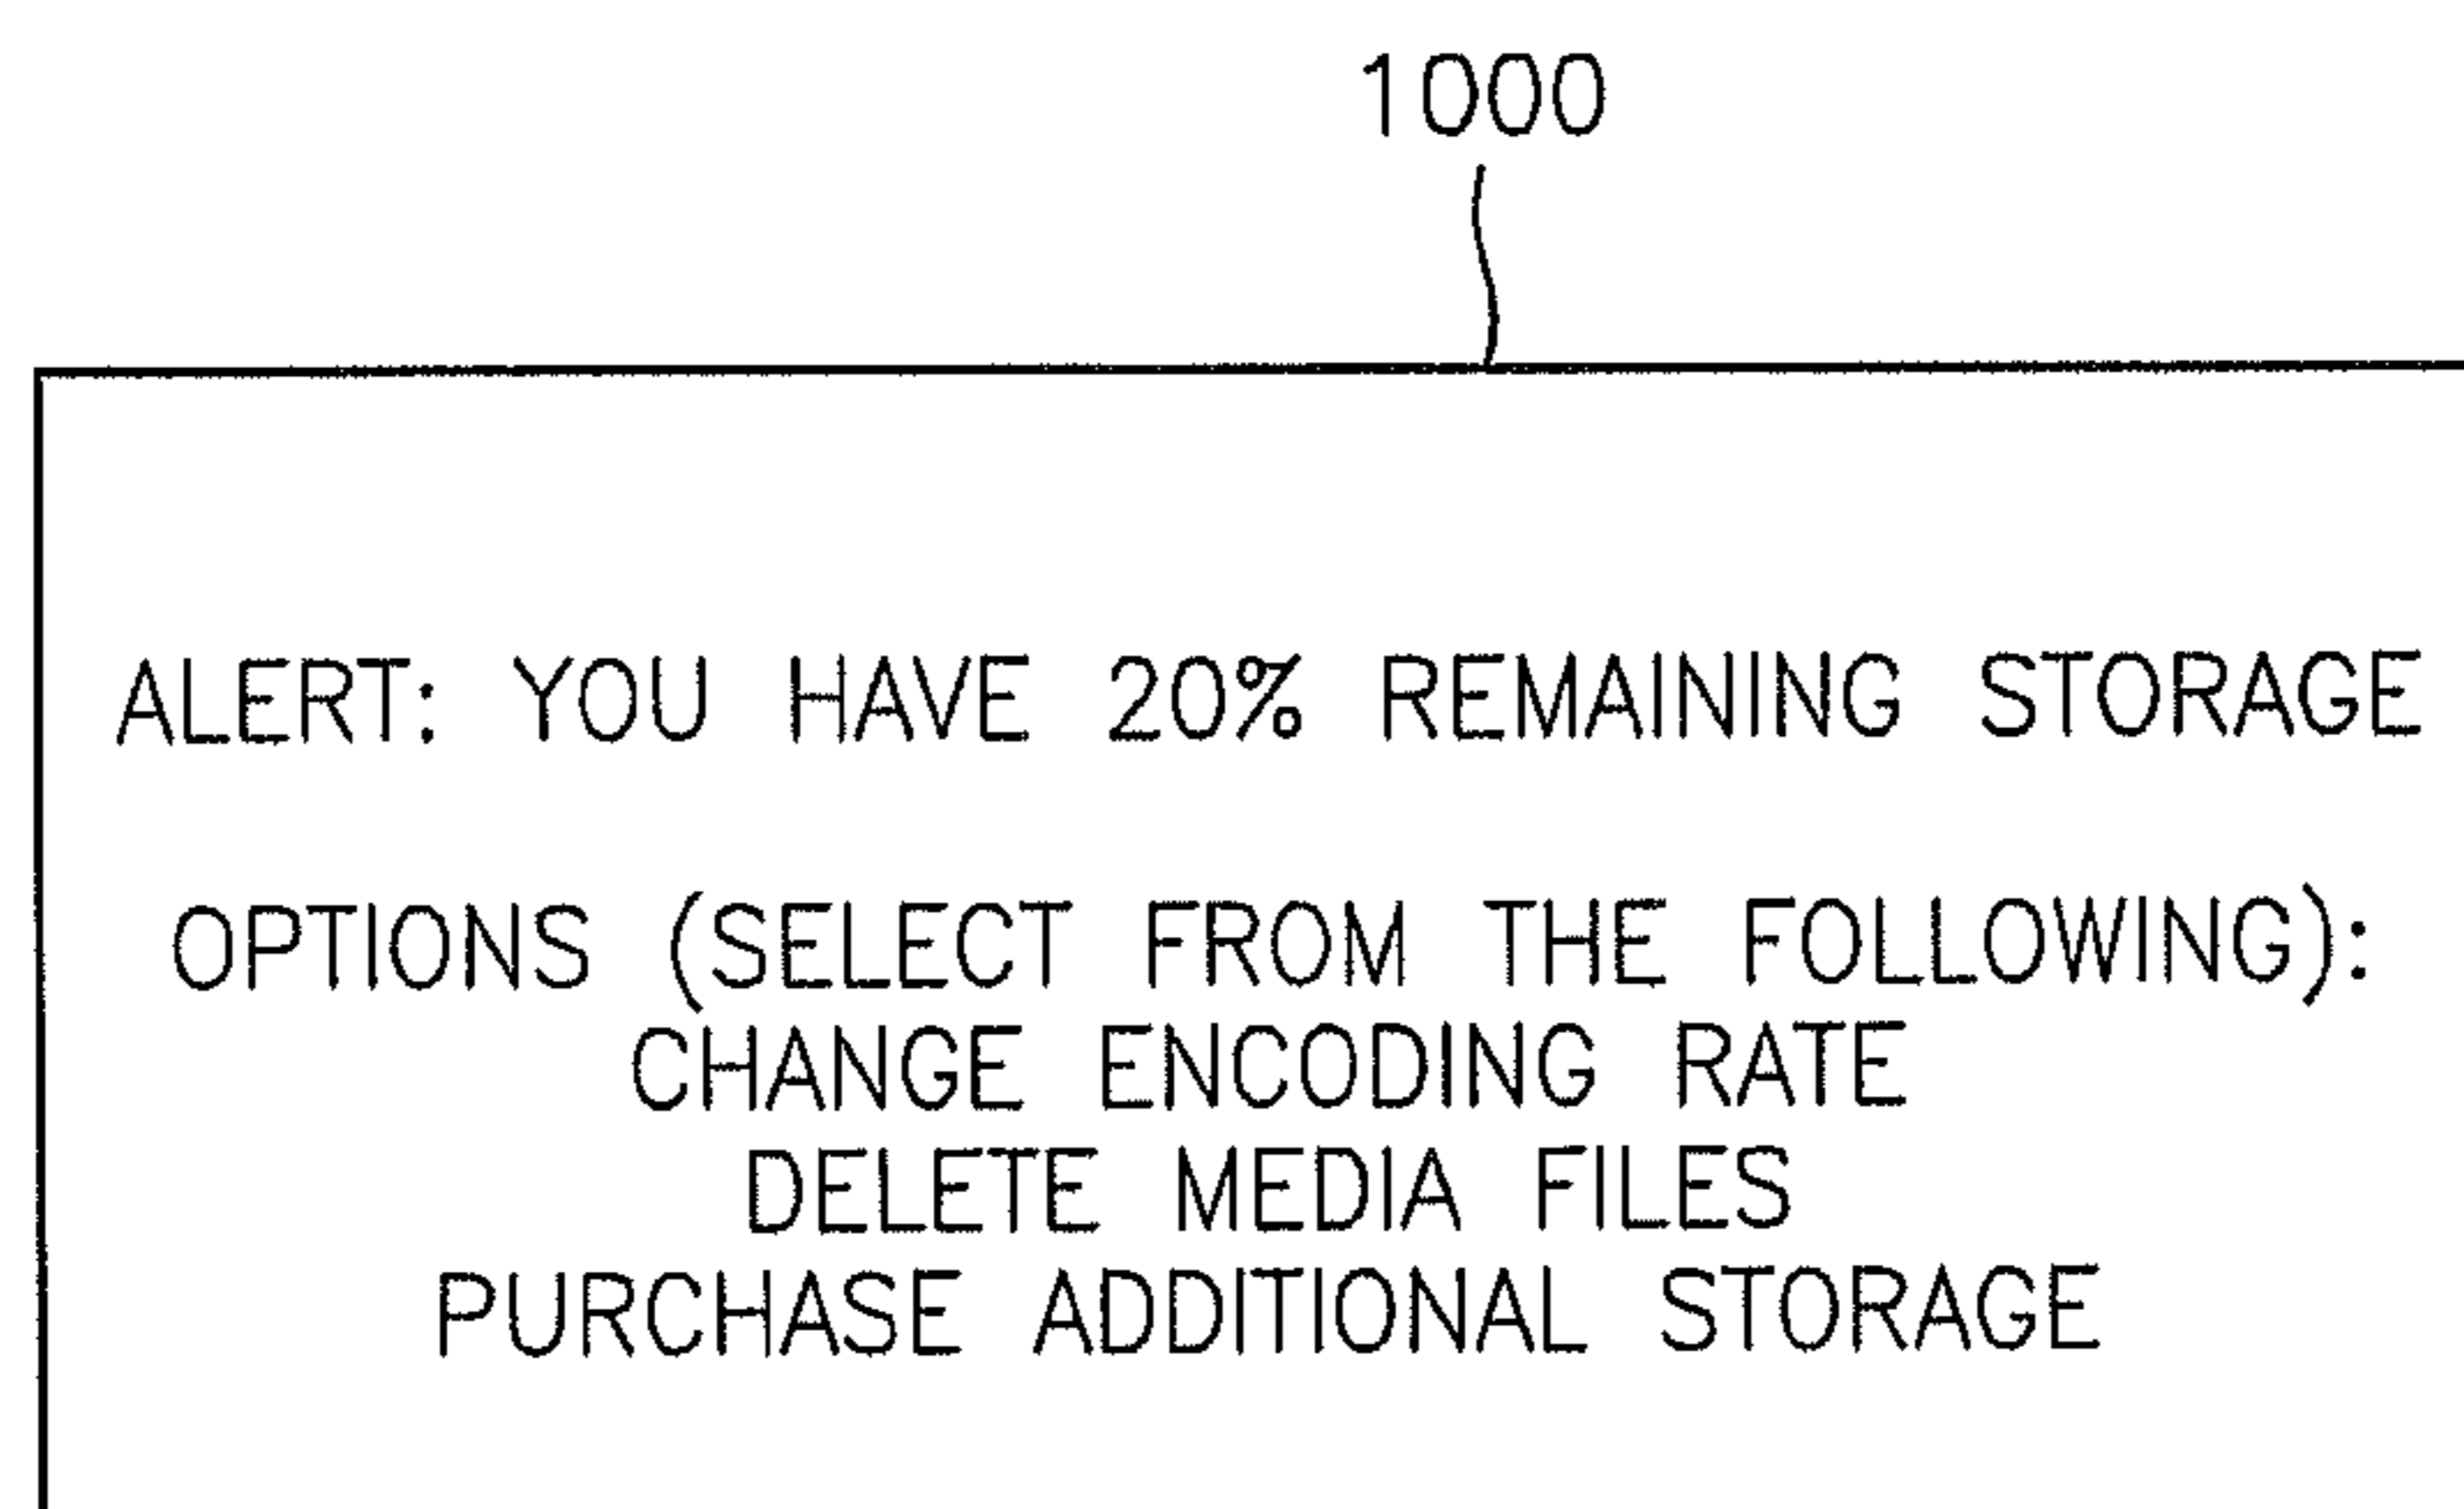 1000
ALERT: YOU HAVE 20% REMAINING STORAGE
OPTIONS (SELECT FROM THE FOLLOWING):
CHANGE ENCODING RATE
DELETE MEDIA FILES
PURCHASE ADDITIONAL STORAGE